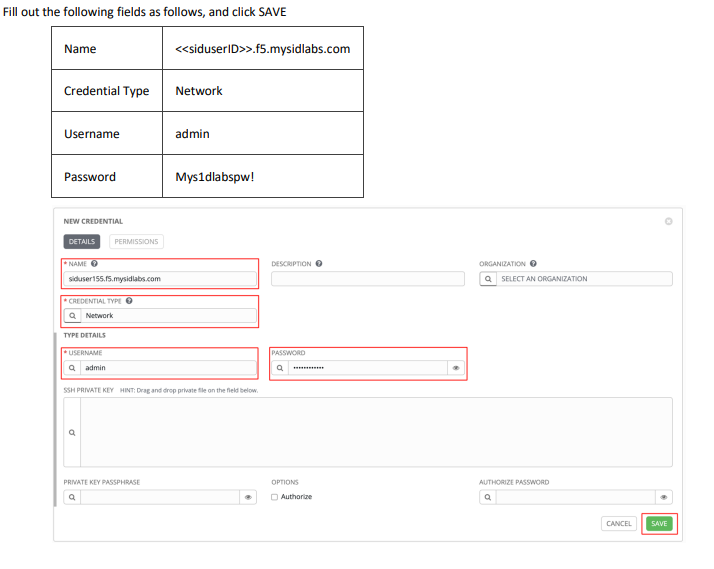 Fill out the following fields as follows, and click SAVE
Name <<siduserID>>.f5.mysidlabs.com
Credential Type Network
Username admin
Password Mys1dlabspw!
NEW CREDENTIAL
DETAILS PERMISSIONS
* NAME ? DESCRIPTION ? ORGANIZATION ?
siduser155.f5.mysidlabs.com SELECT AN ORGANIZATION
* CREDENTIAL TYPE ?
Network
TYPE DETAILS
* USERNAME PASSWORD
admin ••••••••••••
SSH PRIVATE KEY HINT: Drag and drop private file on the field below.
PRIVATE KEY PASSPHRASE OPTIONS AUTHORIZE PASSWORD
Authorize
CANCEL SAVE